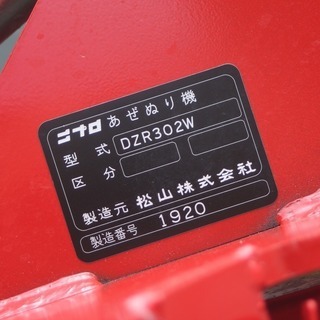 ニプロ あぜぬり機
型式 DZR302W
区分
製造元 松山株式会社
製造番号 1920